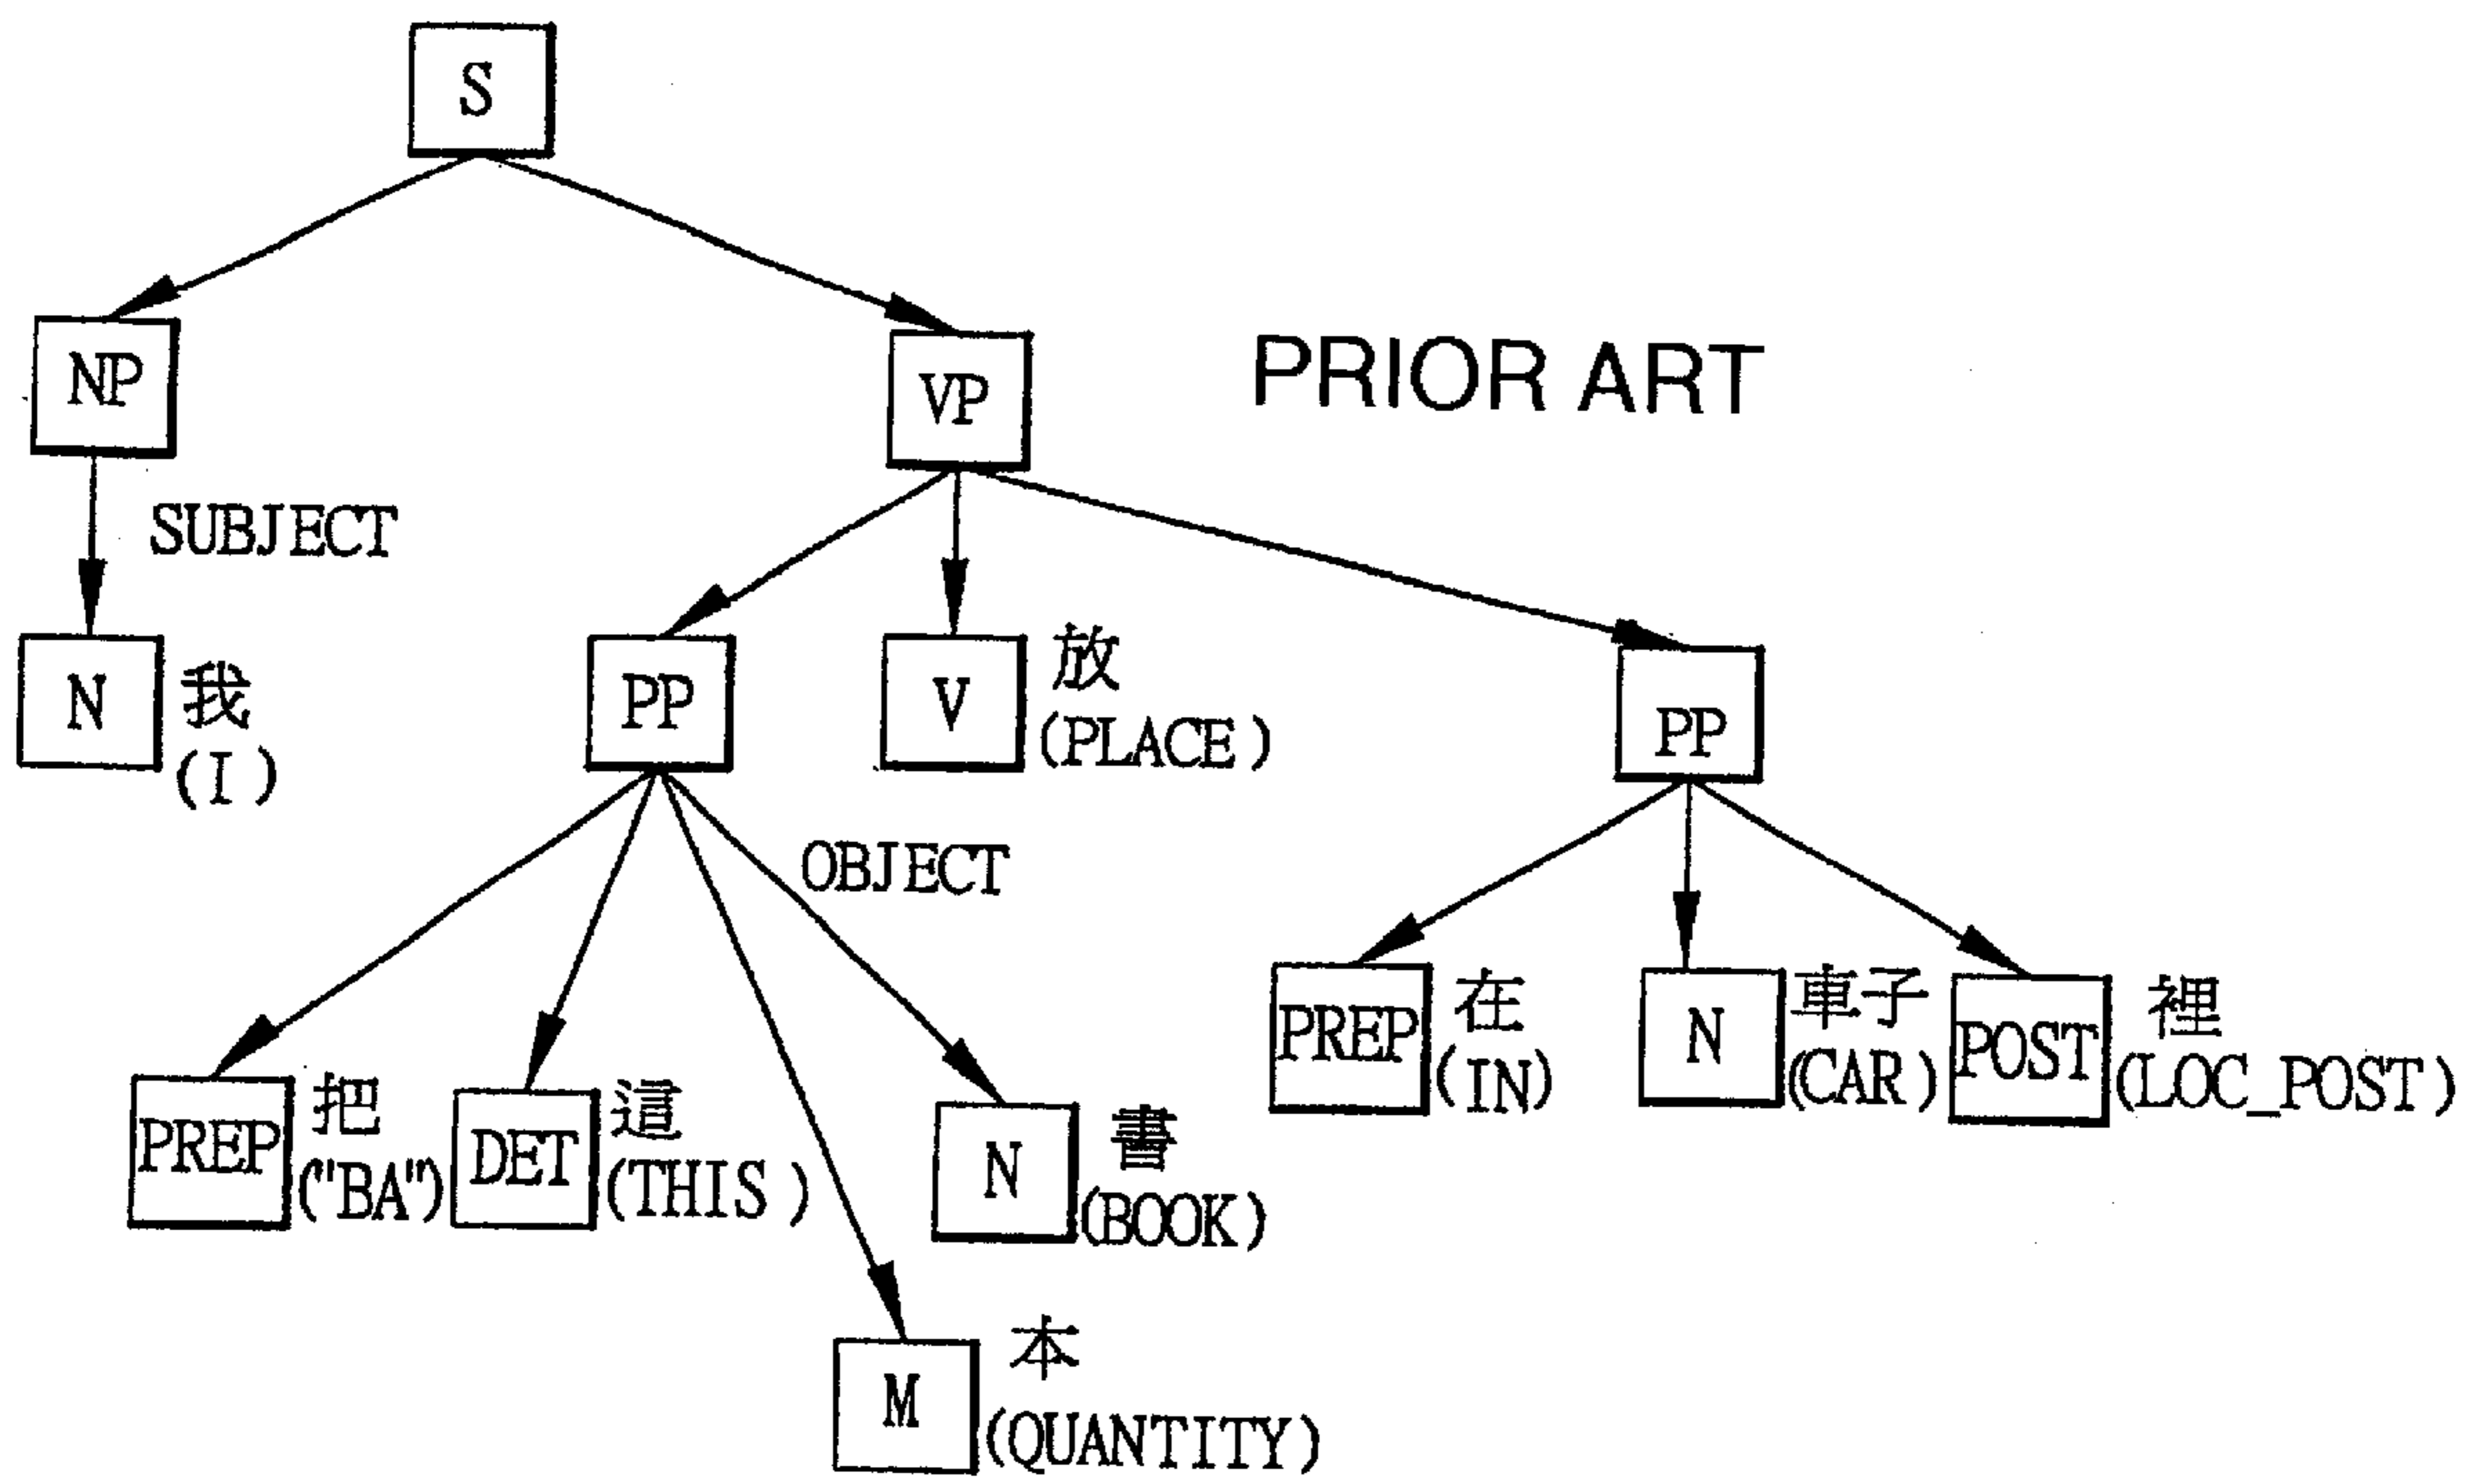 S
NP
VP
PRIOR ART
SUBJECT
N
我
(I)
PP
V
放
(PLACE)
PP
OBJECT
PREP
把
("BA")
DET
這
(THIS)
N
書
(BOOK)
M
本
(QUANTITY)
PREP
在
(IN)
N
車子
(CAR)
POST
裡
(LOC_POST)